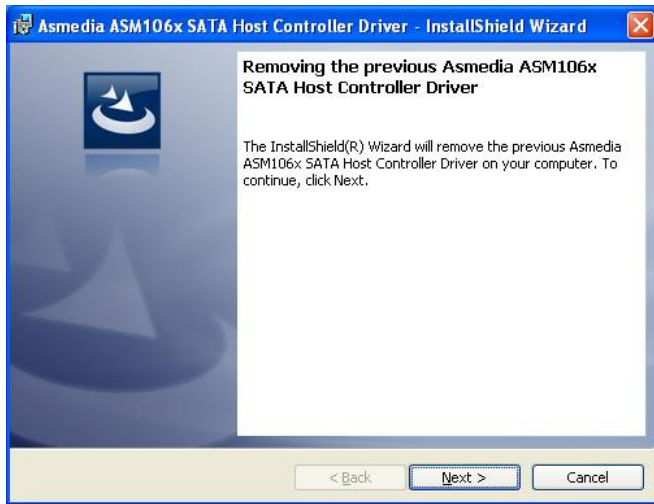 Asmedia ASM106x SATA Host Controller Driver - InstallShield Wizard
Removing the previous Asmedia ASM106x
SATA Host Controller Driver
The InstallShield(R) Wizard will remove the previous Asmedia
ASM106x SATA Host Controller Driver on your computer. To
continue, click Next.
< Back Next > Cancel